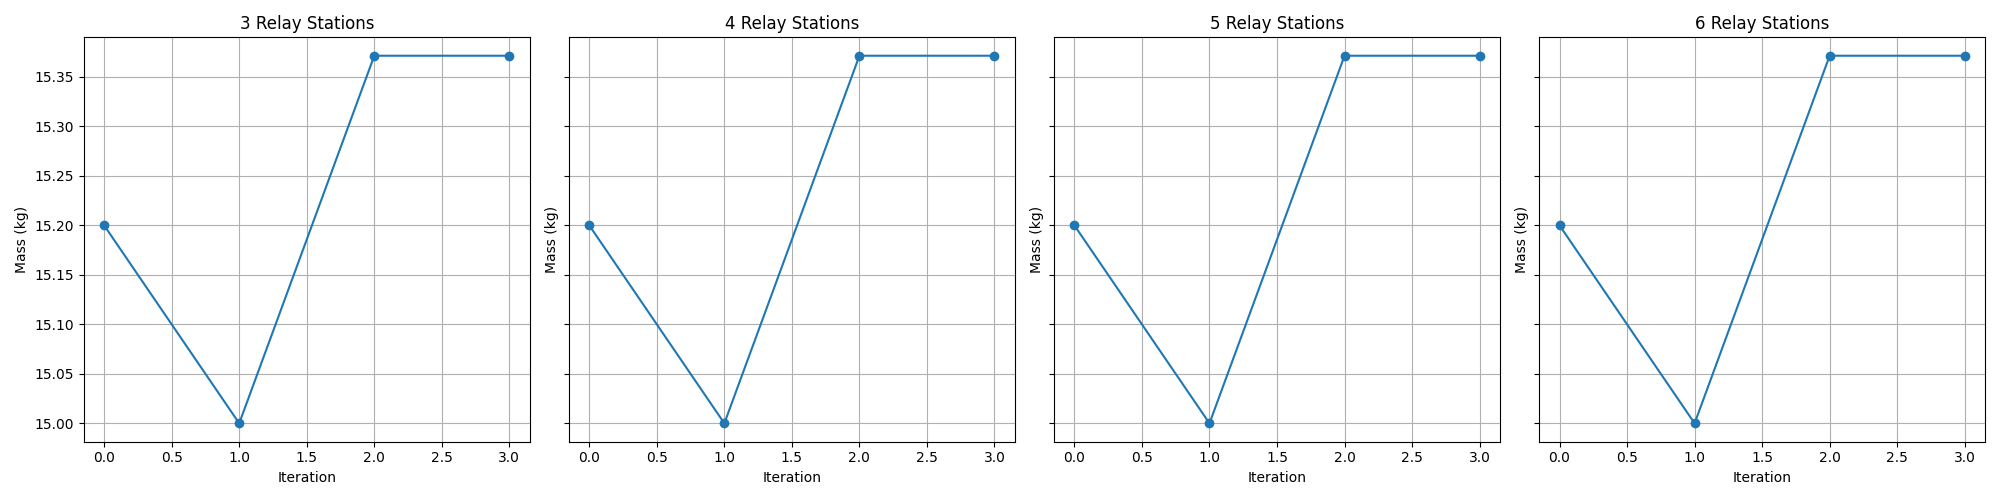 3 Relay Stations
4 Relay Stations
5 Relay Stations
6 Relay Stations
Mass (kg)
15.35
15.30
15.25
15.20
15.15
15.10
15.05
15.00
0.0 0.5 1.0 1.5 2.0 2.5 3.0
Iteration
Mass (kg)
0.0 0.5 1.0 1.5 2.0 2.5 3.0
Iteration
Mass (kg)
0.0 0.5 1.0 1.5 2.0 2.5 3.0
Iteration
Mass (kg)
0.0 0.5 1.0 1.5 2.0 2.5 3.0
Iteration